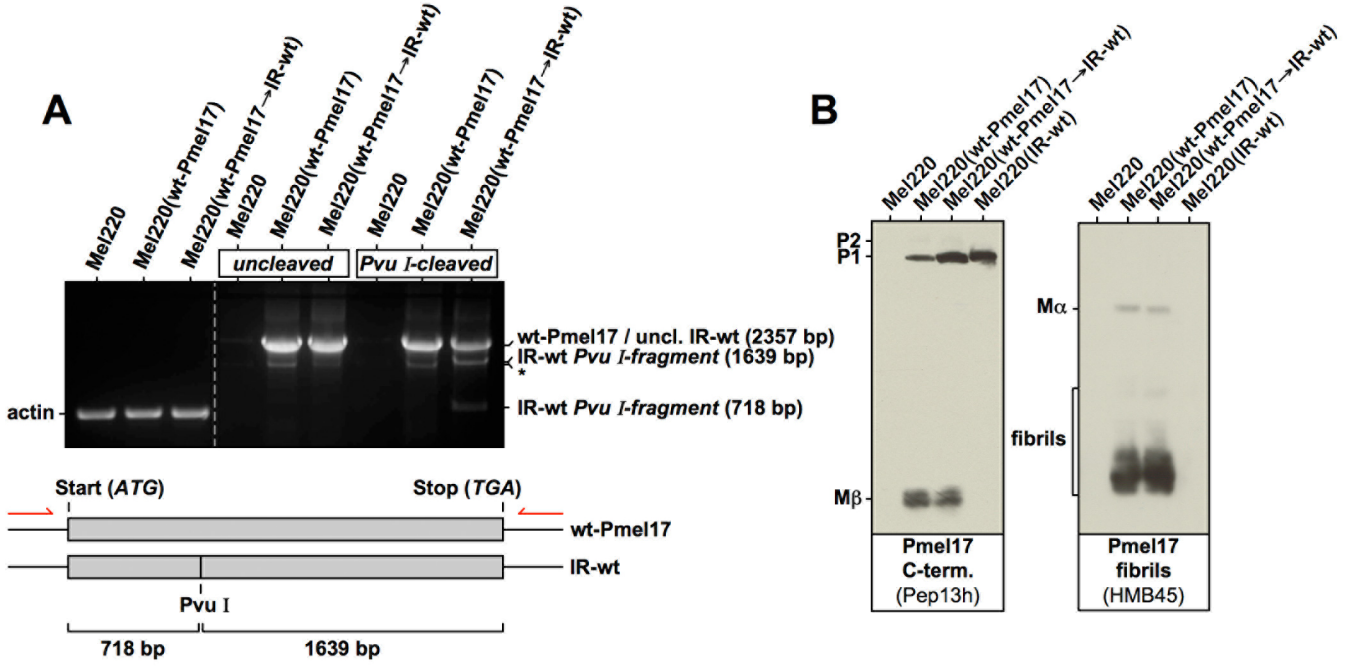 A
Mel220
Mel220(wt-Pmel17)
Mel220(wt-Pmel17→IR-wt)
Mel220
Mel220(wt-Pmel17)
Mel220(wt-Pmel17→IR-wt)
Mel220
Mel220(wt-Pmel17)
Mel220(wt-Pmel17→IR-wt)
uncleaved
Pvu I-cleaved
wt-Pmel17 / uncl. IR-wt (2357 bp)
IR-wt Pvu I-fragment (1639 bp)
*
actin
IR-wt Pvu I-fragment (718 bp)
Start (ATG)
Stop (TGA)
wt-Pmel17
IR-wt
Pvu I
718 bp
1639 bp
B
Mel220
Mel220(wt-Pmel17)
Mel220(wt-Pmel17→IR-wt)
Mel220(IR-wt)
P2
P1
Mβ
Pmel17
C-term.
(Pep13h)
Mel220
Mel220(wt-Pmel17)
Mel220(wt-Pmel17→IR-wt)
Mel220(IR-wt)
Mα
fibrils
Pmel17
fibrils
(HMB45)